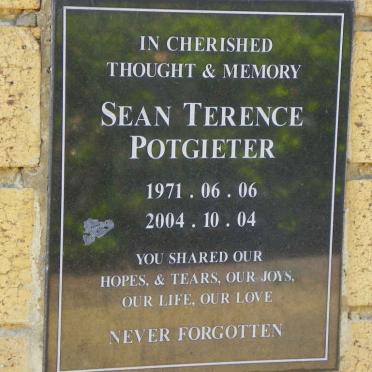 IN CHERISHED
THOUGHT & MEMORY
SEAN TERENCE
POTGIETER
1971 . 06 . 06
2004 . 10 . 04
YOU SHARED OUR
HOPES, & TEARS, OUR JOYS,
OUR LIFE, OUR LOVE
NEVER FORGOTTEN